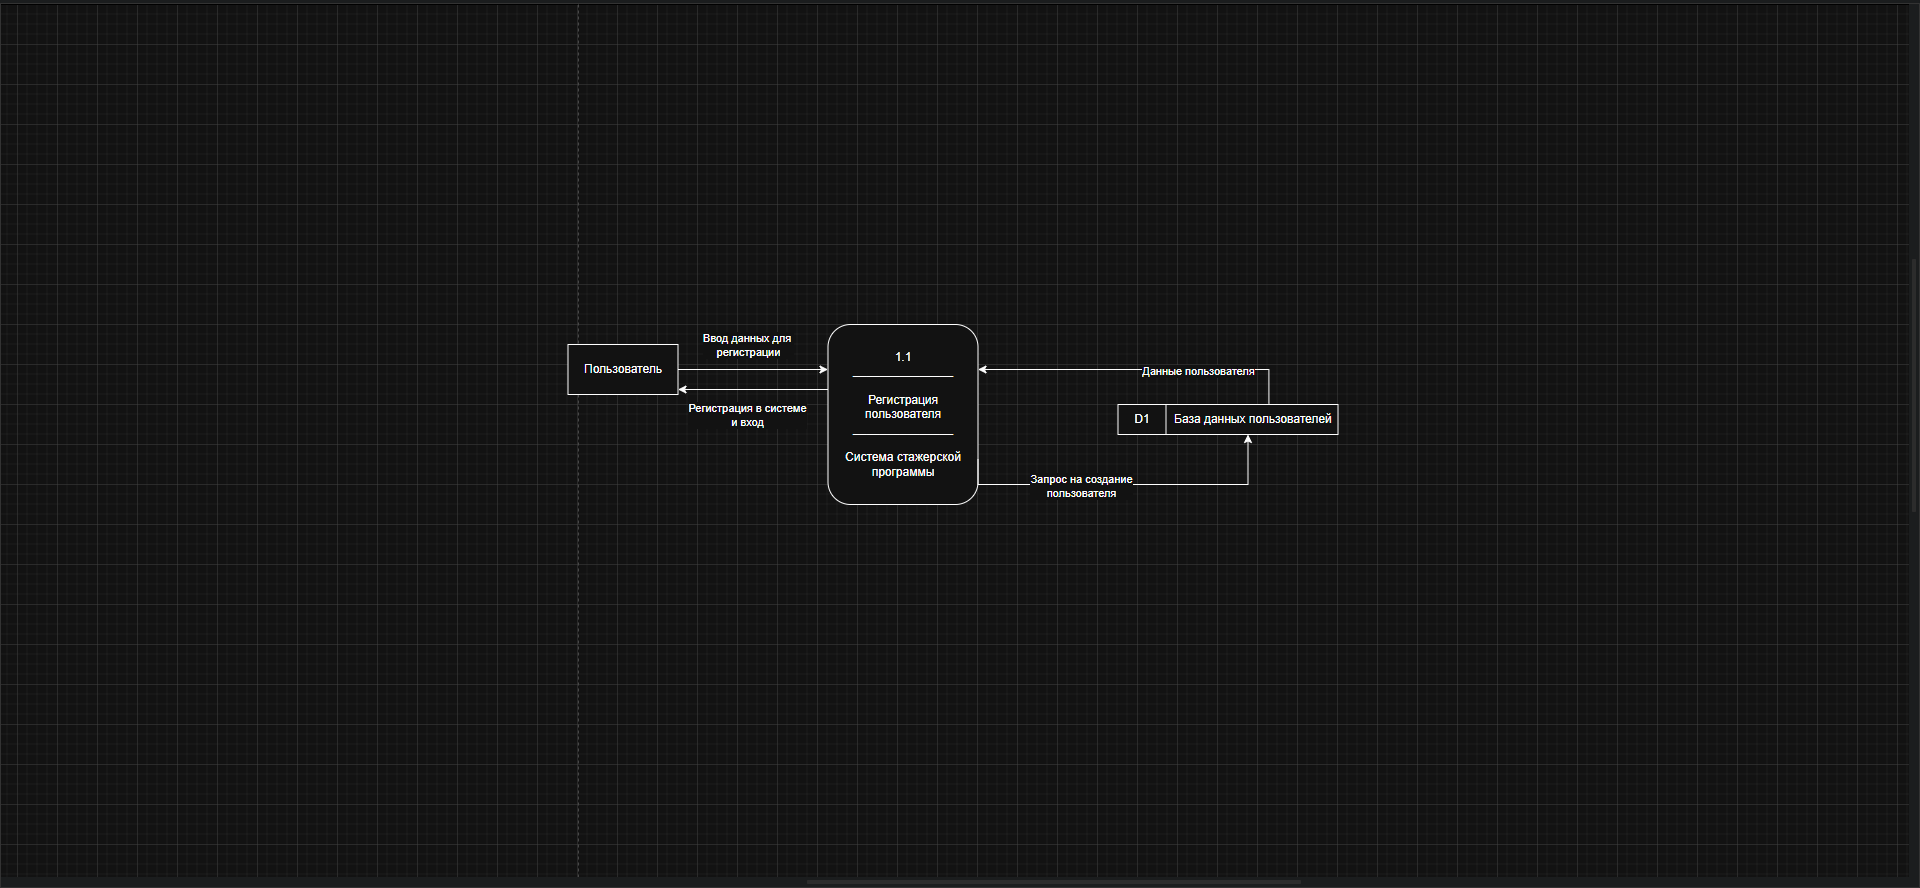 Пользователь
Ввод данных для
регистрации
Регистрация в системе
и вход
1.1
Регистрация
пользователя
Система стажерской
программы
Данные пользователя
D1
База данных пользователей
Запрос на создание
пользователя